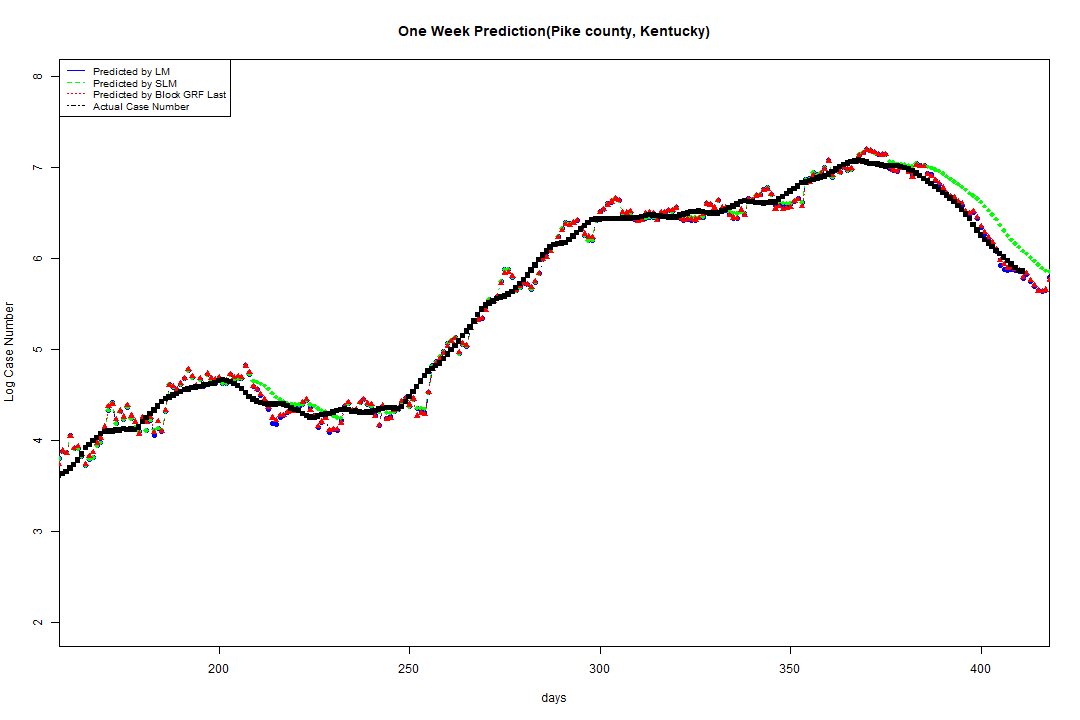 One Week Prediction(Pike county, Kentucky)
Predicted by LM
Predicted by SLM
Predicted by Block GRF Last
Actual Case Number
8
7
6
5
4
3
2
Log Case Number
200 250 300 350 400
days